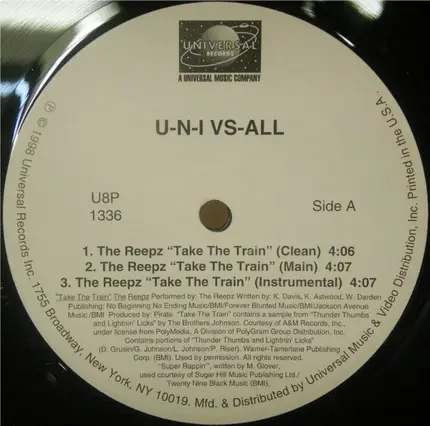 UNIVERSAL
RECORDS
A UNIVERSAL MUSIC COMPANY
U-N-I VS-ALL
U8P
1336
Side A
1. The Reepz “Take The Train” (Clean) 4:06
2. The Reepz “Take The Train” (Main) 4:07
3. The Reepz “Take The Train” (Instrumental) 4:07
"Take The Train" The Reepz Performed by: The Reepz Written by: K. Davis, K. Astwood, W. Darden
Publishing: No Beginning No Ending Music/BMI/Forever Blunted Music/BMI/Jackson Avenue
Music /BMI Produced by: Pirate "Take The Train" contains a sample from "Thunder Thumbs
and Lightnin' Licks" by The Brothers Johnson. Courtesy of A&M Records, Inc.,
under license from PolyMedia, A Division of PolyGram Group Distribution, Inc.
Contains portions of "Thunder Thumbs and Lightnin' Licks"
(D. Grusin/G. Johnson/L. Johnson/P. Riser). Warner-Tamerlane Publishing
Corp. (BMI). Used by permission. All rights reserved.
"Super Rappin'", written by M. Glover,
used courtesy of Sugar Hill Music Publishing Ltd /
Twenty Nine Black Music (BMI).
℗ © 1998 Universal Records Inc. 1755 Broadway, New York, NY 10019. Mfd. & Distributed by Universal Music & Video Distribution, Inc. Printed in the U.S.A.